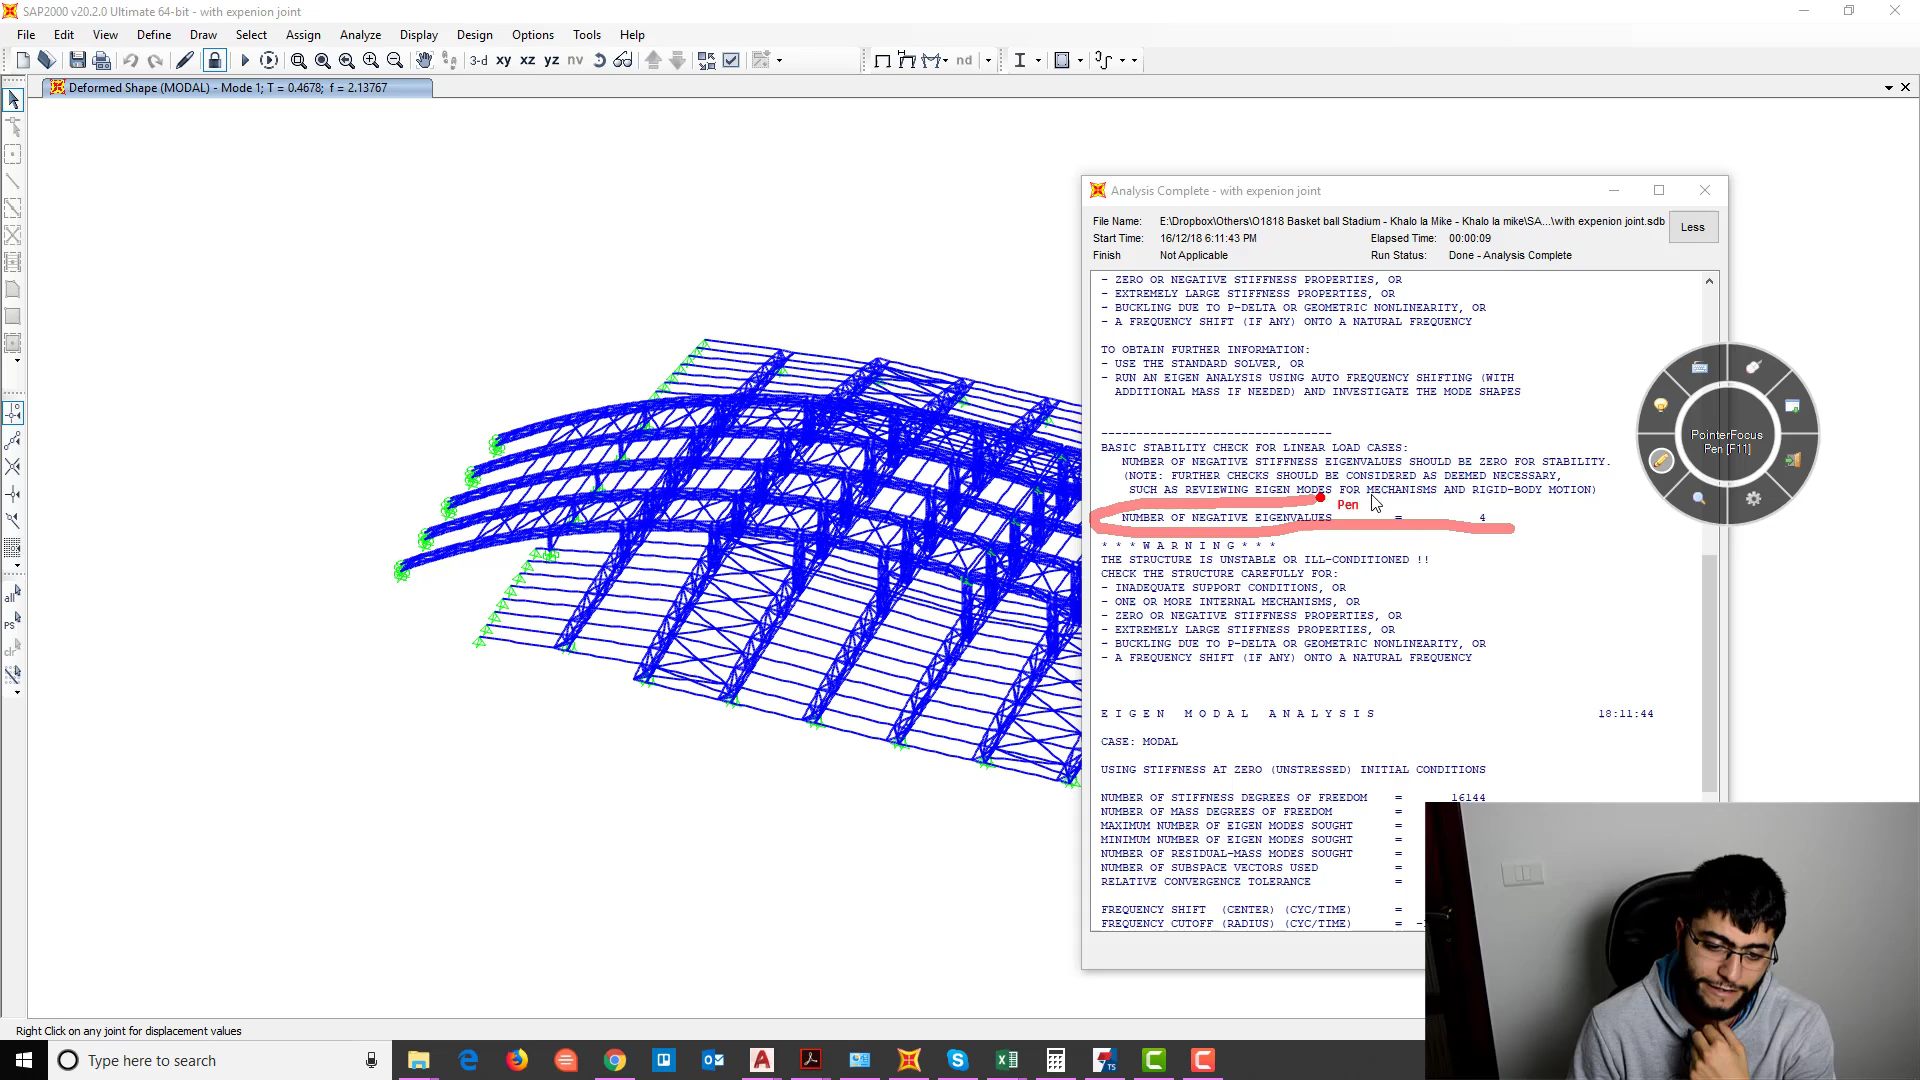 SAP2000 v20.2.0 Ultimate 64-bit - with expenion joint
File Edit View Define Draw Select Assign Analyze Display Design Options Tools Help
3-d xy xz yz nv nd
Deformed Shape (MODAL) - Mode 1; T = 0.4678; f = 2.13767
all
PS
clr
Analysis Complete - with expenion joint
File Name: E:\Dropbox\Others\O1818 Basket ball Stadium - Khalo la Mike - Khalo la mike\SA...\with expenion joint.sdb
Less
Start Time: 16/12/18 6:11:43 PM Elapsed Time: 00:00:09
Finish Not Applicable Run Status: Done - Analysis Complete
- ZERO OR NEGATIVE STIFFNESS PROPERTIES, OR
- EXTREMELY LARGE STIFFNESS PROPERTIES, OR
- BUCKLING DUE TO P-DELTA OR GEOMETRIC NONLINEARITY, OR
- A FREQUENCY SHIFT (IF ANY) ONTO A NATURAL FREQUENCY
TO OBTAIN FURTHER INFORMATION:
- USE THE STANDARD SOLVER, OR
- RUN AN EIGEN ANALYSIS USING AUTO FREQUENCY SHIFTING (WITH
ADDITIONAL MASS IF NEEDED) AND INVESTIGATE THE MODE SHAPES
---------------------------------
BASIC STABILITY CHECK FOR LINEAR LOAD CASES:
NUMBER OF NEGATIVE STIFFNESS EIGENVALUES SHOULD BE ZERO FOR STABILITY.
(NOTE: FURTHER CHECKS SHOULD BE CONSIDERED AS DEEMED NECESSARY,
SUCH AS REVIEWING EIGEN MODES FOR MECHANISMS AND RIGID-BODY MOTION)
Pen
NUMBER OF NEGATIVE EIGENVALUES = 4
* * * W A R N I N G * * *
THE STRUCTURE IS UNSTABLE OR ILL-CONDITIONED !!
CHECK THE STRUCTURE CAREFULLY FOR:
- INADEQUATE SUPPORT CONDITIONS, OR
- ONE OR MORE INTERNAL MECHANISMS, OR
- ZERO OR NEGATIVE STIFFNESS PROPERTIES, OR
- EXTREMELY LARGE STIFFNESS PROPERTIES, OR
- BUCKLING DUE TO P-DELTA OR GEOMETRIC NONLINEARITY, OR
- A FREQUENCY SHIFT (IF ANY) ONTO A NATURAL FREQUENCY
E I G E N M O D A L A N A L Y S I S 18:11:44
CASE: MODAL
USING STIFFNESS AT ZERO (UNSTRESSED) INITIAL CONDITIONS
NUMBER OF STIFFNESS DEGREES OF FREEDOM = 16144
NUMBER OF MASS DEGREES OF FREEDOM =
MAXIMUM NUMBER OF EIGEN MODES SOUGHT =
MINIMUM NUMBER OF EIGEN MODES SOUGHT =
NUMBER OF RESIDUAL-MASS MODES SOUGHT =
NUMBER OF SUBSPACE VECTORS USED =
RELATIVE CONVERGENCE TOLERANCE =
FREQUENCY SHIFT (CENTER) (CYC/TIME) =
FREQUENCY CUTOFF (RADIUS) (CYC/TIME) = -
PointerFocus
Pen [F11]
Right Click on any joint for displacement values
Type here to search